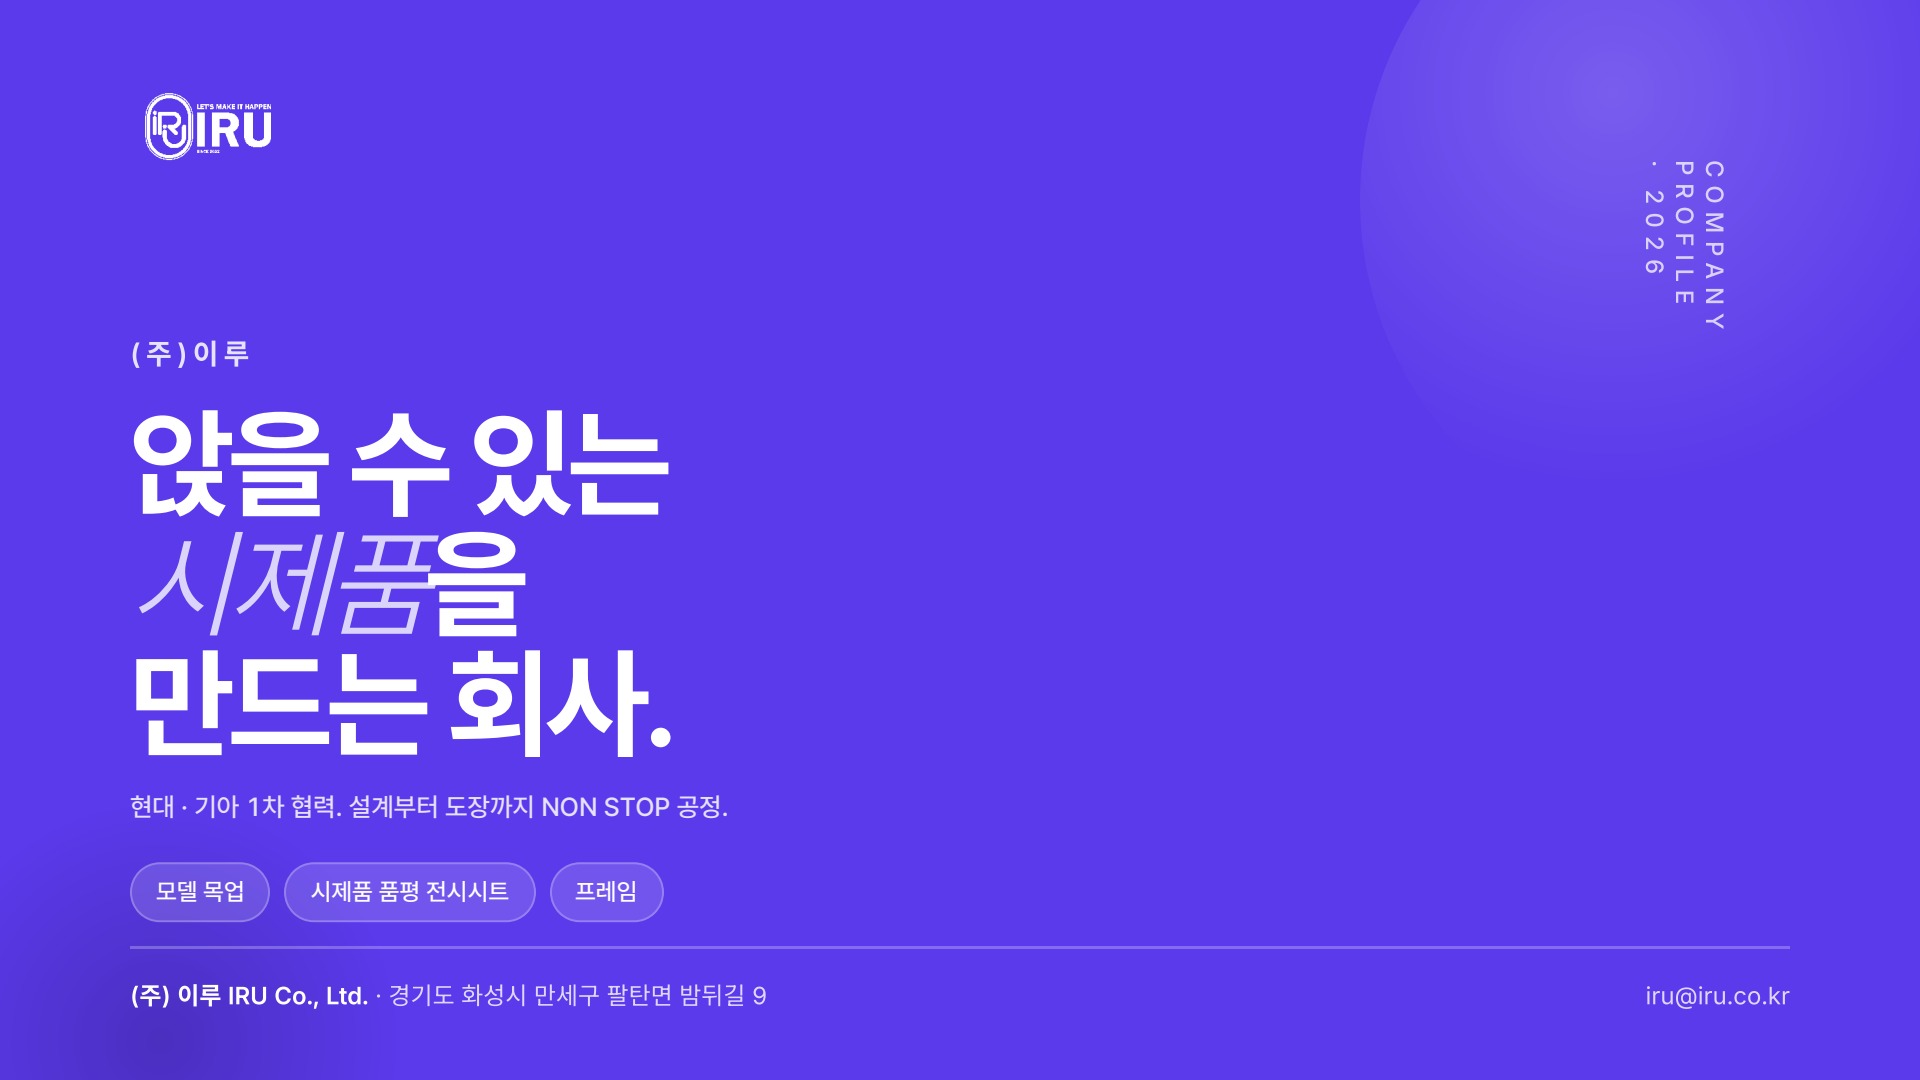 LET'S MAKE IT HAPPEN
IRU
SINCE 2022
COMPANY
PROFILE
· 2026
(주)이루
앉을 수 있는
시제품을
만드는 회사.
현대 · 기아 1차 협력. 설계부터 도장까지 NON STOP 공정.
모델 목업
시제품 품평 전시시트
프레임
(주) 이루 IRU Co., Ltd. · 경기도 화성시 만세구 팔탄면 밤뒤길 9
iru@iru.co.kr